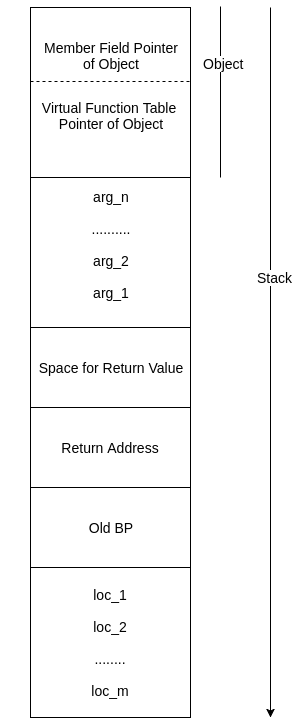 Member Field Pointer
of Object
Object
Virtual Function Table
Pointer of Object
arg_n
..........
arg_2
Stack
arg_1
Space for Return Value
Return Address
Old BP
loc_1
loc_2
........
loc_m